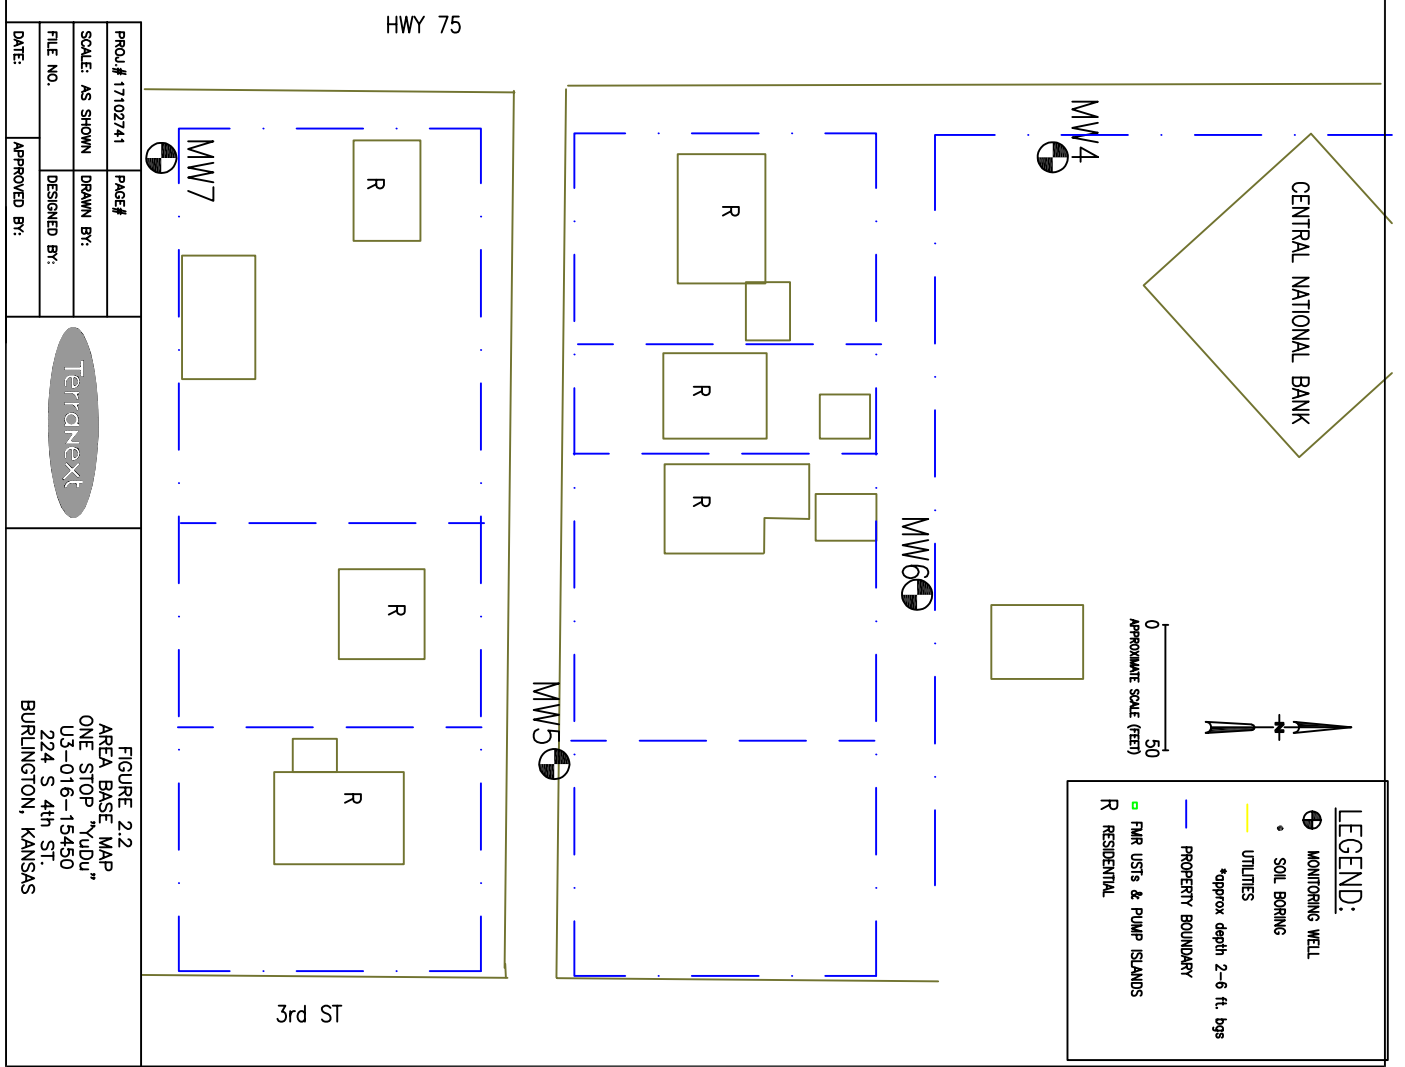 HWY 75
MW4
CENTRAL NATIONAL BANK
MW7
R
R
R
R
MW6
R
MW5
R
0
50
APPROXIMATE SCALE (FEET)
N
LEGEND:
MONITORING WELL
SOIL BORING
UTILITIES
*approx depth 2-6 ft. bgs
PROPERTY BOUNDARY
FMR USTs & PUMP ISLANDS
R RESIDENTIAL
3rd ST
PROJ.# 17102741
PAGE#
SCALE: AS SHOWN
DRAWN BY:
FILE NO.
DESIGNED BY:
DATE:
APPROVED BY:
Terranext
FIGURE 2.2
AREA BASE MAP
ONE STOP "YuDu"
U3-016-15450
224 S 4th ST.
BURLINGTON, KANSAS